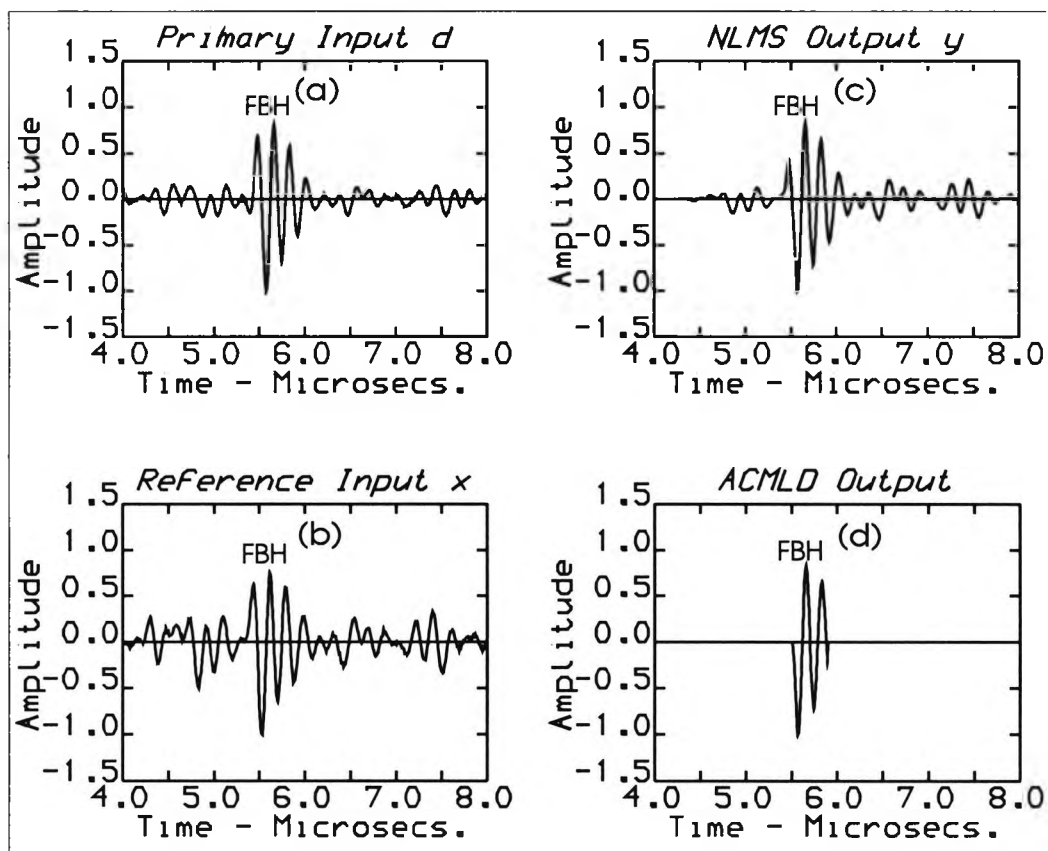 Primary Input d
1.5
1.0
0.5
0.0
-0.5
-1.0
-1.5
Amplitude
FBH
(a)
4.0 5.0 6.0 7.0 8.0
Time - Microsecs.
NLMS Output y
1.5
1.0
0.5
0.0
-0.5
-1.0
-1.5
Amplitude
FBH
(c)
4.0 5.0 6.0 7.0 8.0
Time - Microsecs.
Reference Input x
1.5
1.0
0.5
0.0
-0.5
-1.0
-1.5
Amplitude
FBH
(b)
4.0 5.0 6.0 7.0 8.0
Time - Microsecs.
ACMLD Output
1.5
1.0
0.5
0.0
-0.5
-1.0
-1.5
Amplitude
FBH
(d)
4.0 5.0 6.0 7.0 8.0
Time - Microsecs.